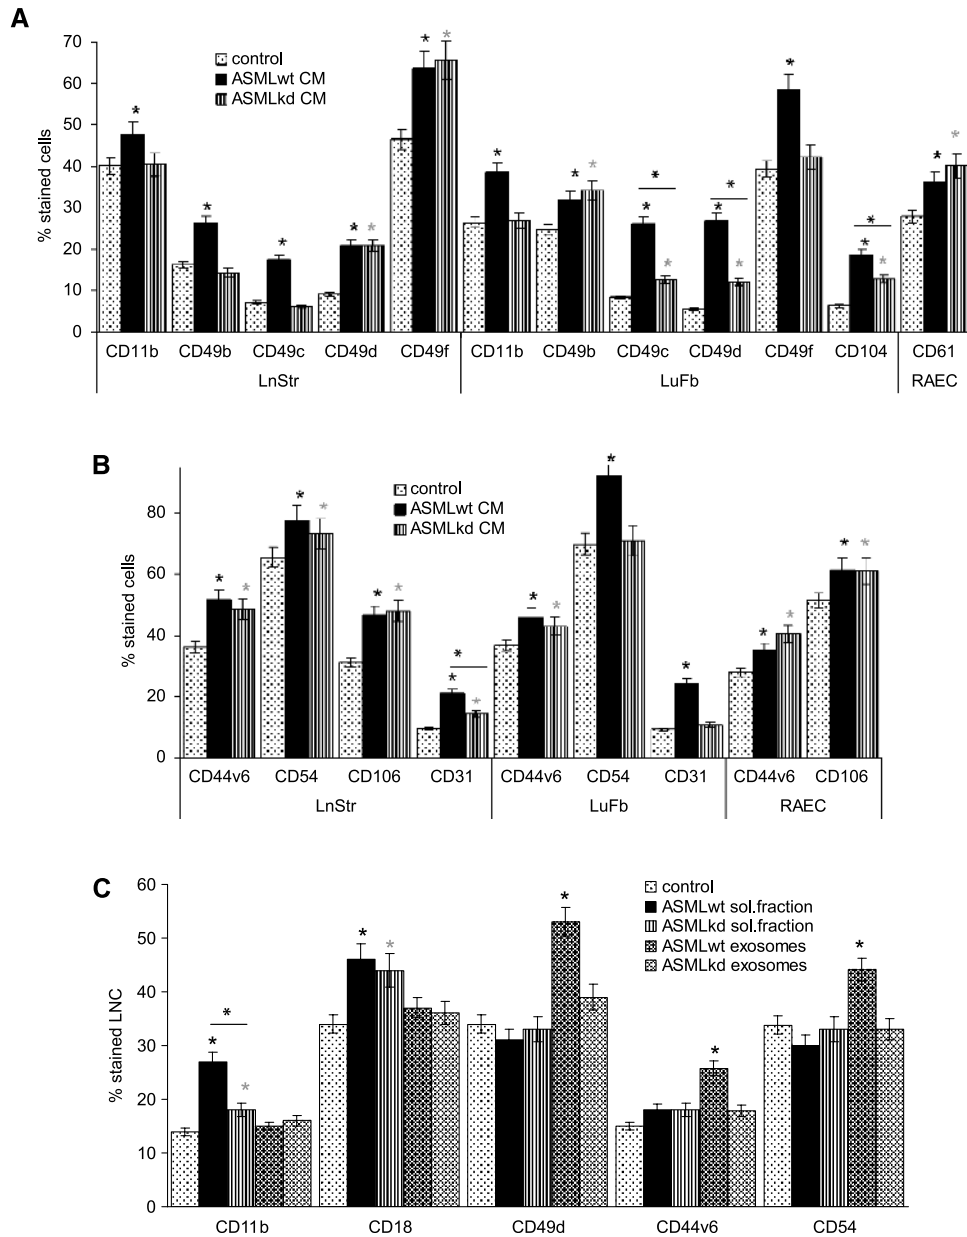 A
70
60
50
40
30
20
10
0
% stained cells
control
ASMLwt CM
ASMLkd CM
* * * * * * * * * * * * * * * * * * * * * * *
CD11b CD49b CD49c CD49d CD49f CD11b CD49b CD49c CD49d CD49f CD104 CD61
LnStr LuFb RAEC
B
80
60
40
20
0
% stained cells
control
ASMLwt CM
ASMLkd CM
* * * * * * * * * * * * * * * * *
CD44v6 CD54 CD106 CD31 CD44v6 CD54 CD31 CD44v6 CD106
LnStr LuFb RAEC
C
60
50
40
30
20
10
0
% stained LNC
control
ASMLwt sol.fraction
ASMLkd sol.fraction
ASMLwt exosomes
ASMLkd exosomes
* * * * * * * *
CD11b CD18 CD49d CD44v6 CD54